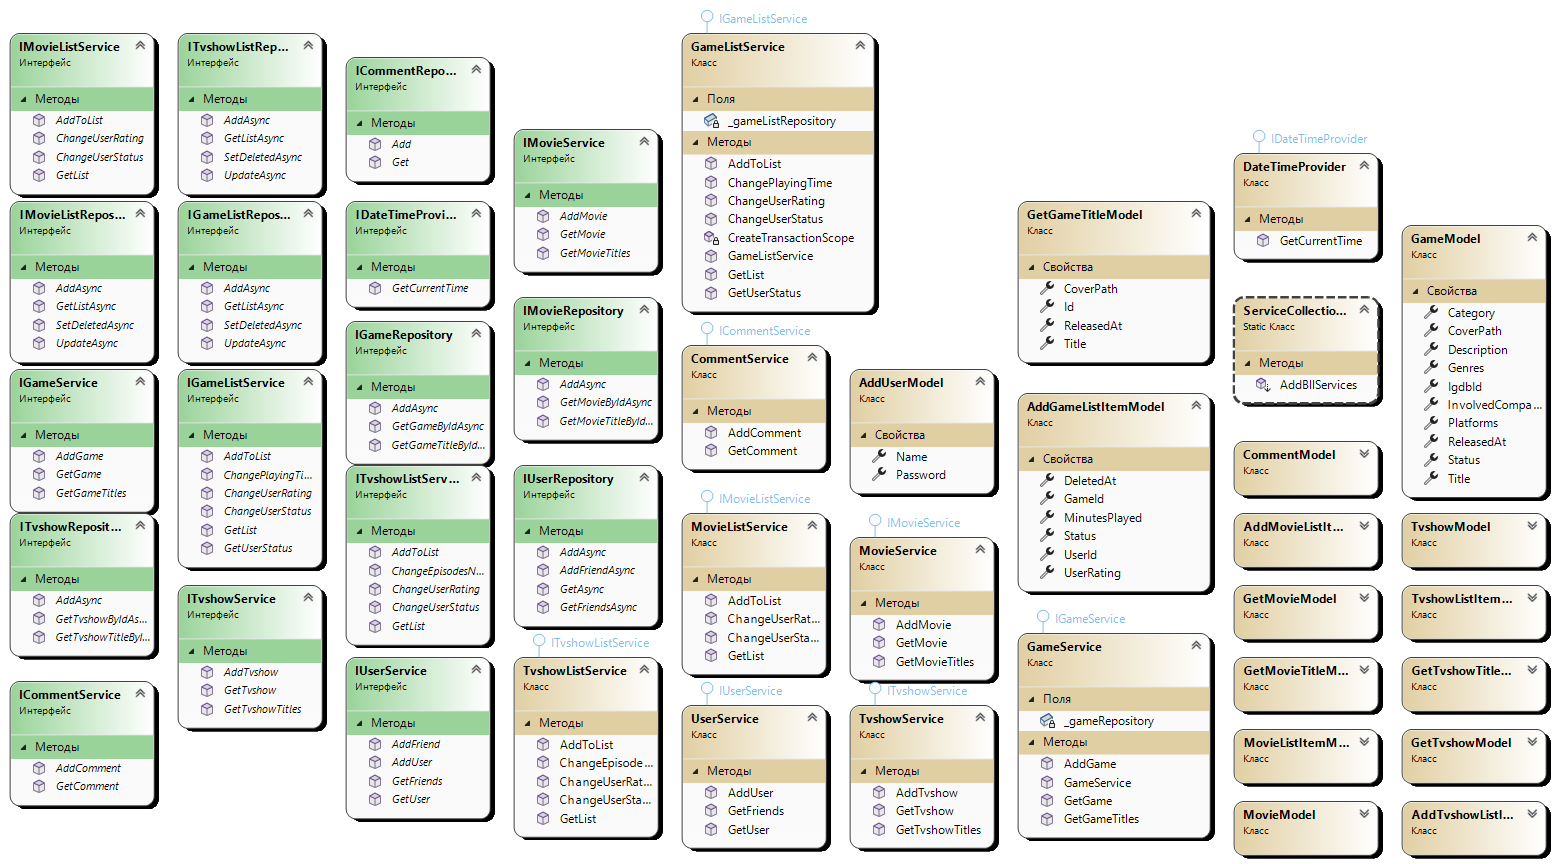 IMovieListService
Интерфейс
Методы
AddToList
ChangeUserRating
ChangeUserStatus
GetList
IMovieListRepos...
Интерфейс
Методы
AddAsync
GetListAsync
SetDeletedAsync
UpdateAsync
IGameService
Интерфейс
Методы
AddGame
GetGame
GetGameTitles
ITvshowReposit...
Интерфейс
Методы
AddAsync
GetTvshowByIdAs...
GetTvshowTitleByI...
ICommentService
Интерфейс
Методы
AddComment
GetComment
ITvshowListRep...
Интерфейс
Методы
AddAsync
GetListAsync
SetDeletedAsync
UpdateAsync
IGameListRepos...
Интерфейс
Методы
AddAsync
GetListAsync
SetDeletedAsync
UpdateAsync
IGameListService
Интерфейс
Методы
AddToList
ChangePlayingTi...
ChangeUserRating
ChangeUserStatus
GetList
GetUserStatus
ITvshowService
Интерфейс
Методы
AddTvshow
GetTvshow
GetTvshowTitles
ICommentRepo...
Интерфейс
Методы
Add
Get
IDateTimeProvi...
Интерфейс
Методы
GetCurrentTime
IGameRepository
Интерфейс
Методы
AddAsync
GetGameByIdAsync
GetGameTitleById...
ITvshowListServ...
Интерфейс
Методы
AddToList
ChangeEpisodesN...
ChangeUserRating
ChangeUserStatus
GetList
IUserService
Интерфейс
Методы
AddFriend
AddUser
GetFriends
GetUser
IMovieService
Интерфейс
Методы
AddMovie
GetMovie
GetMovieTitles
IMovieRepository
Интерфейс
Методы
AddAsync
GetMovieByIdAsync
GetMovieTitleById...
IUserRepository
Интерфейс
Методы
AddAsync
AddFriendAsync
GetAsync
GetFriendsAsync
ITvshowListService
TvshowListService
Класс
Методы
AddToList
ChangeEpisode...
ChangeUserRat...
ChangeUserSta...
GetList
IGameListService
GameListService
Класс
Поля
_gameListRepository
Методы
AddToList
ChangePlayingTime
ChangeUserRating
ChangeUserStatus
CreateTransactionScope
GameListService
GetList
GetUserStatus
ICommentService
CommentService
Класс
Методы
AddComment
GetComment
IMovieListService
MovieListService
Класс
Методы
AddToList
ChangeUserRat...
ChangeUserSta...
GetList
IUserService
UserService
Класс
Методы
AddUser
GetFriends
GetUser
AddUserModel
Класс
Свойства
Name
Password
IMovieService
MovieService
Класс
Методы
AddMovie
GetMovie
GetMovieTitles
ITvshowService
TvshowService
Класс
Методы
AddTvshow
GetTvshow
GetTvshowTitles
GetGameTitleModel
Класс
Свойства
CoverPath
Id
ReleasedAt
Title
AddGameListItemModel
Класс
Свойства
DeletedAt
GameId
MinutesPlayed
Status
UserId
UserRating
IGameService
GameService
Класс
Поля
_gameRepository
Методы
AddGame
GameService
GetGame
GetGameTitles
IDateTimeProvider
DateTimeProvider
Класс
Методы
GetCurrentTime
ServiceCollectio...
Static Класс
Методы
AddBllServices
CommentModel
Класс
AddMovieListIt...
Класс
GetMovieModel
Класс
GetMovieTitleM...
Класс
MovieListItemM...
Класс
MovieModel
Класс
GameModel
Класс
Свойства
Category
CoverPath
Description
Genres
IgdbId
InvolvedCompa...
Platforms
ReleasedAt
Status
Title
TvshowModel
Класс
TvshowListItem...
Класс
GetTvshowTitle...
Класс
GetTvshowModel
Класс
AddTvshowListI...
Класс